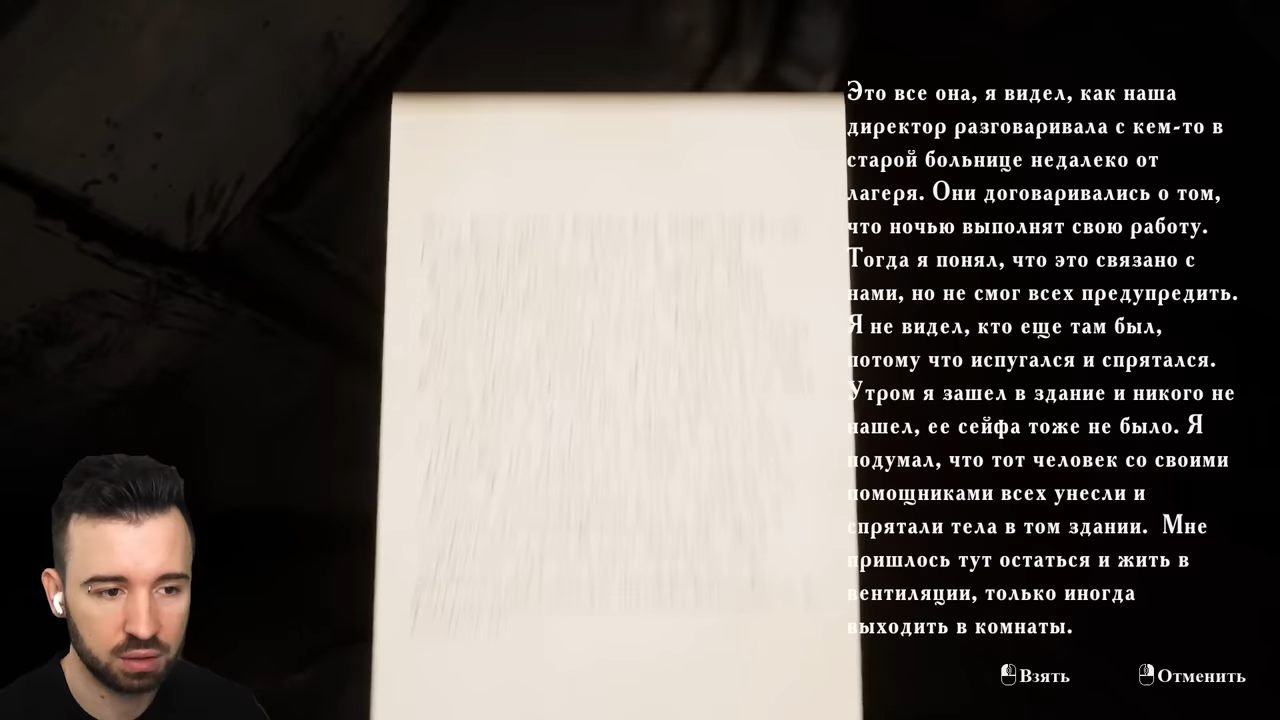 Это все она, я видел, как наша
директор разговаривала с кем-то в
старой больнице недалеко от
лагеря. Они договаривались о том,
что ночью выполнят свою работу.
Тогда я понял, что это связано с
нами, но не смог всех предупредить.
Я не видел, кто еще там был,
потому что испугался и спрятался.
Утром я зашел в здание и никого не
нашел, ее сейфа тоже не было. Я
подумал, что тот человек со своими
помощниками всех унесли и
спрятали тела в том здании.  Мне
пришлось тут остаться и жить в
вентиляции, только иногда
выходить в комнаты.
Взять
Отменить